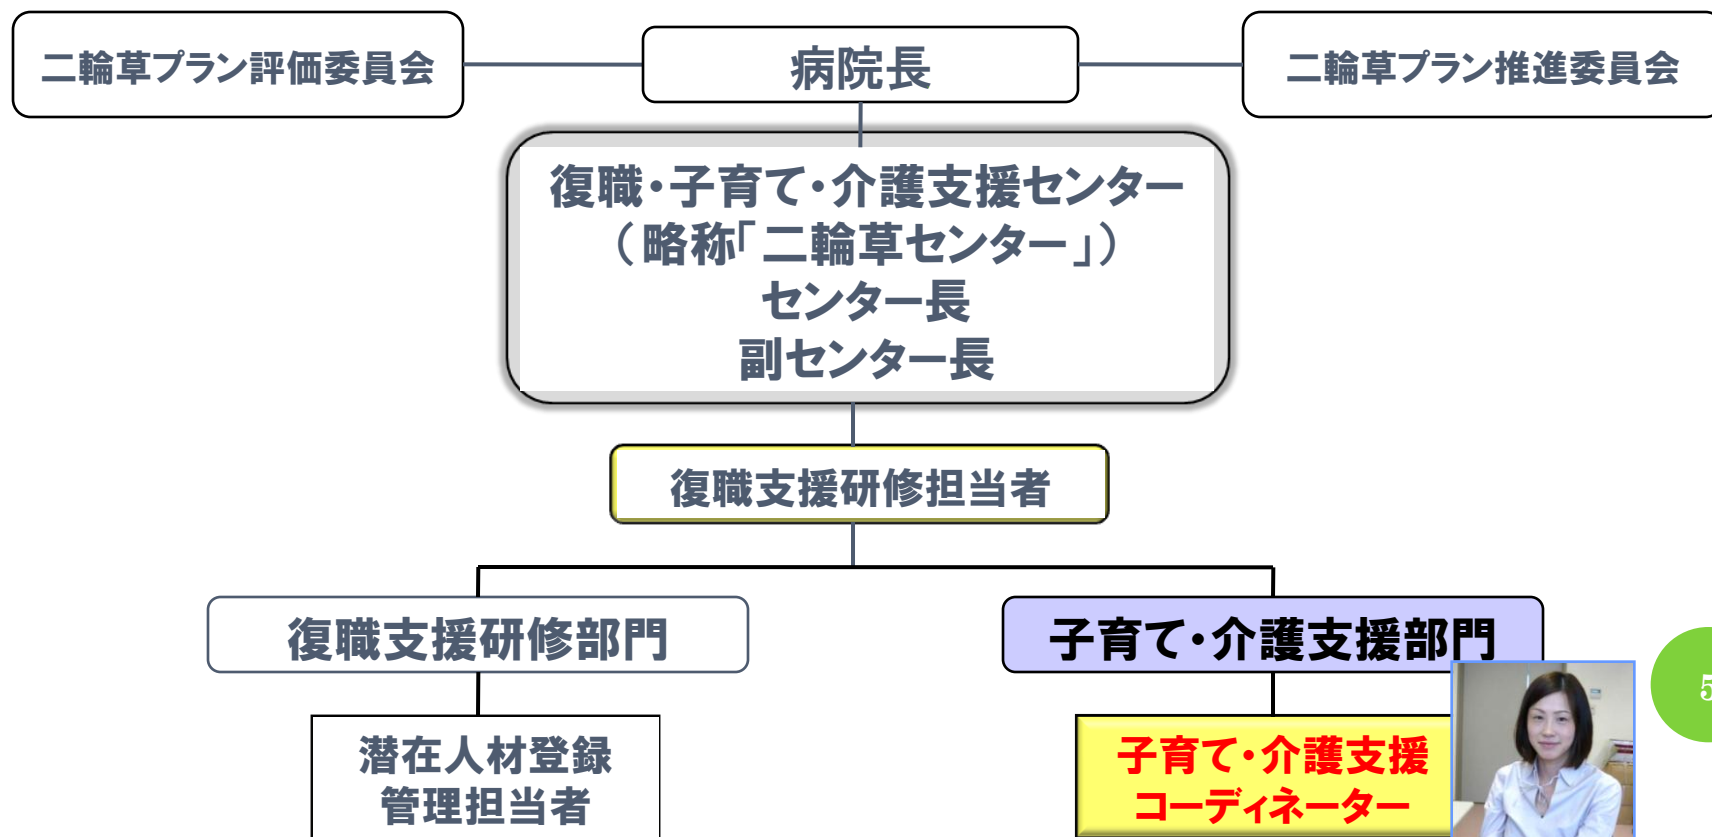 二輪草プラン評価委員会
病院長
二輪草プラン推進委員会
復職・子育て・介護支援センター
（略称「二輪草センター」）
センター長
副センター長
復職支援研修担当者
復職支援研修部門
子育て・介護支援部門
5
潜在人材登録
管理担当者
子育て・介護支援
コーディネーター